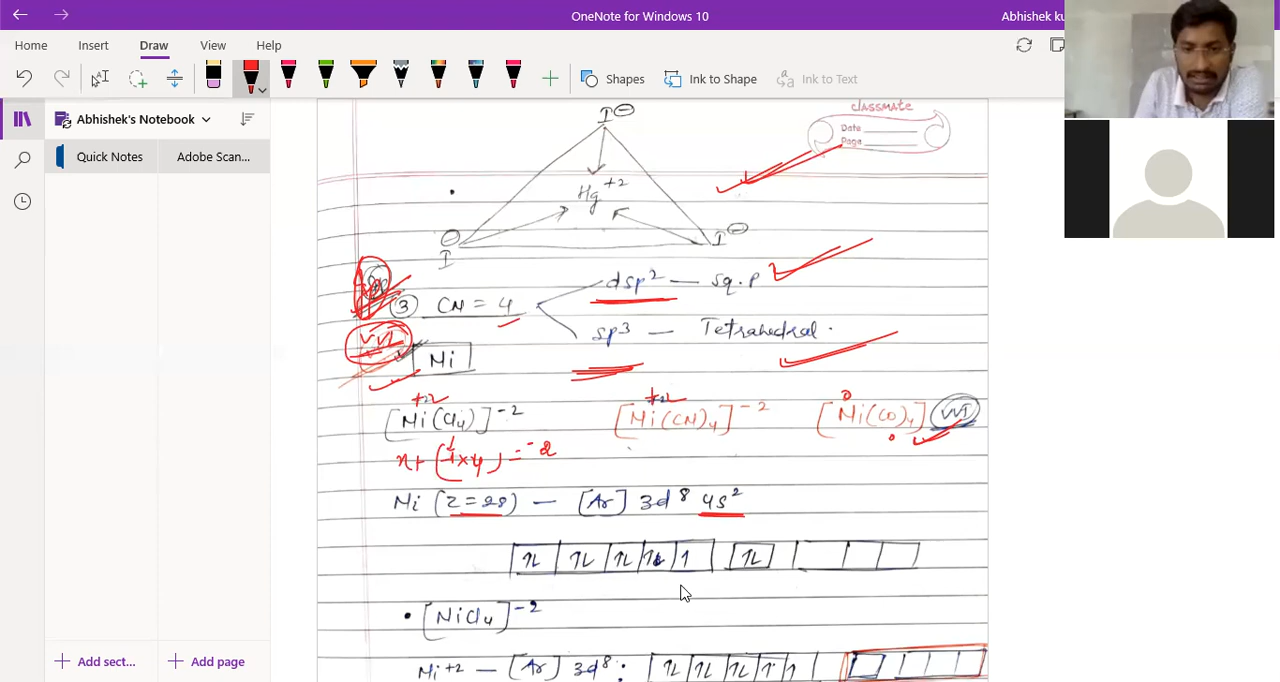 OneNote for Windows 10
Abhishek ku
Home Insert Draw View Help
Shapes Ink to Shape Ink to Text
Abhishek's Notebook
Quick Notes Adobe Scan...
CLASSMATE
Date
Page
I⊖
Hg+2
⊖ I I⊖
③ CN = 4 dsp² — sq.p
sp³ — Tetrahedral.
VVI
Ni
+2 +2 0
[Ni(Cl₄]⁻² [Ni(CN)₄]⁻² [Ni(CO)₄] VVI
0
x+(-1×4) = -2
Ni (Z=28) — [Ar] 3d⁸ 4s²
• [NiCl₄]⁻²
Ni+2 — [Ar] 3d⁸:
Add sect... Add page